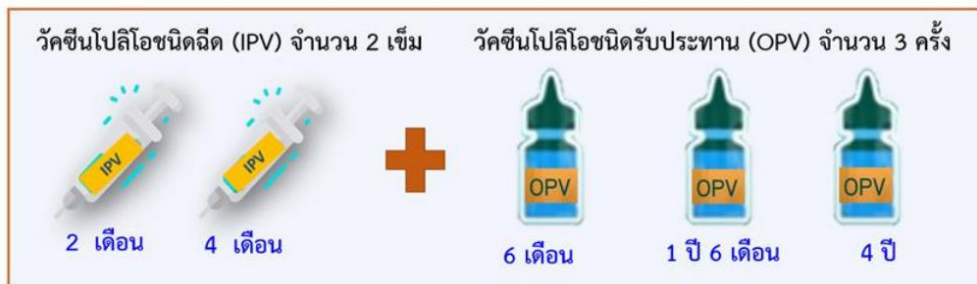 วัคซีนโปลิโอชนิดฉีด (IPV) จำนวน 2 เข็ม
วัคซีนโปลิโอชนิดรับประทาน (OPV) จำนวน 3 ครั้ง
IPV
IPV
OPV
OPV
OPV
2 เดือน
4 เดือน
6 เดือน
1 ปี 6 เดือน
4 ปี